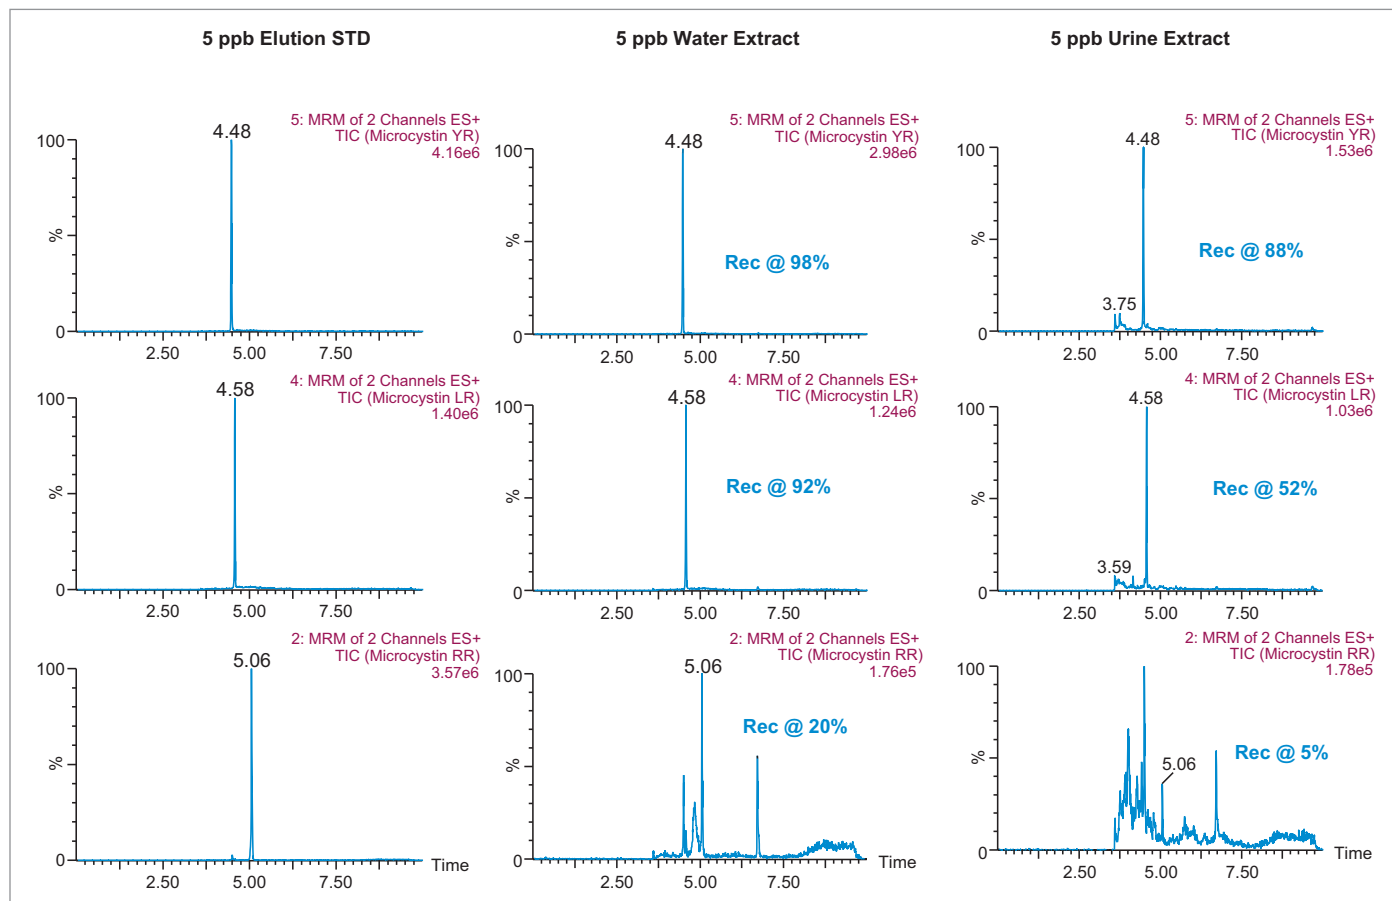 5 ppb Elution STD
5 ppb Water Extract
5 ppb Urine Extract
5: MRM of 2 Channels ES+
TIC (Microcystin YR)
4.16e6
4.48
100
%
0
2.50 5.00 7.50
5: MRM of 2 Channels ES+
TIC (Microcystin YR)
2.98e6
4.48
100
%
Rec @ 98%
0
2.50 5.00 7.50
5: MRM of 2 Channels ES+
TIC (Microcystin YR)
1.53e6
4.48
100
%
Rec @ 88%
3.75
0
2.50 5.00 7.50
4: MRM of 2 Channels ES+
TIC (Microcystin LR)
1.40e6
4.58
100
%
0
2.50 5.00 7.50
4: MRM of 2 Channels ES+
TIC (Microcystin LR)
1.24e6
4.58
100
%
Rec @ 92%
0
2.50 5.00 7.50
4: MRM of 2 Channels ES+
TIC (Microcystin LR)
1.03e6
4.58
100
%
Rec @ 52%
3.59
0
2.50 5.00 7.50
2: MRM of 2 Channels ES+
TIC (Microcystin RR)
3.57e6
5.06
100
%
0
Time
2.50 5.00 7.50
2: MRM of 2 Channels ES+
TIC (Microcystin RR)
1.76e5
5.06
100
%
Rec @ 20%
0
Time
2.50 5.00 7.50
2: MRM of 2 Channels ES+
TIC (Microcystin RR)
1.78e5
100
%
Rec @ 5%
5.06
0
Time
2.50 5.00 7.50